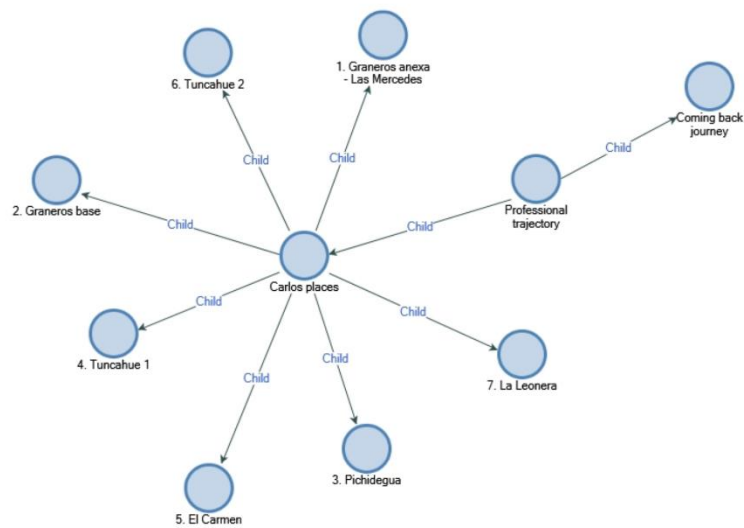 6. Tuncahue 2
1. Graneros anexa
- Las Mercedes
Coming back
journey
Child
Child
Child
2. Graneros base
Child
Professional
trajectory
Child
Carlos places
Child
Child
4. Tuncahue 1
Child
Child
7. La Leonera
3. Pichidegua
5. El Carmen